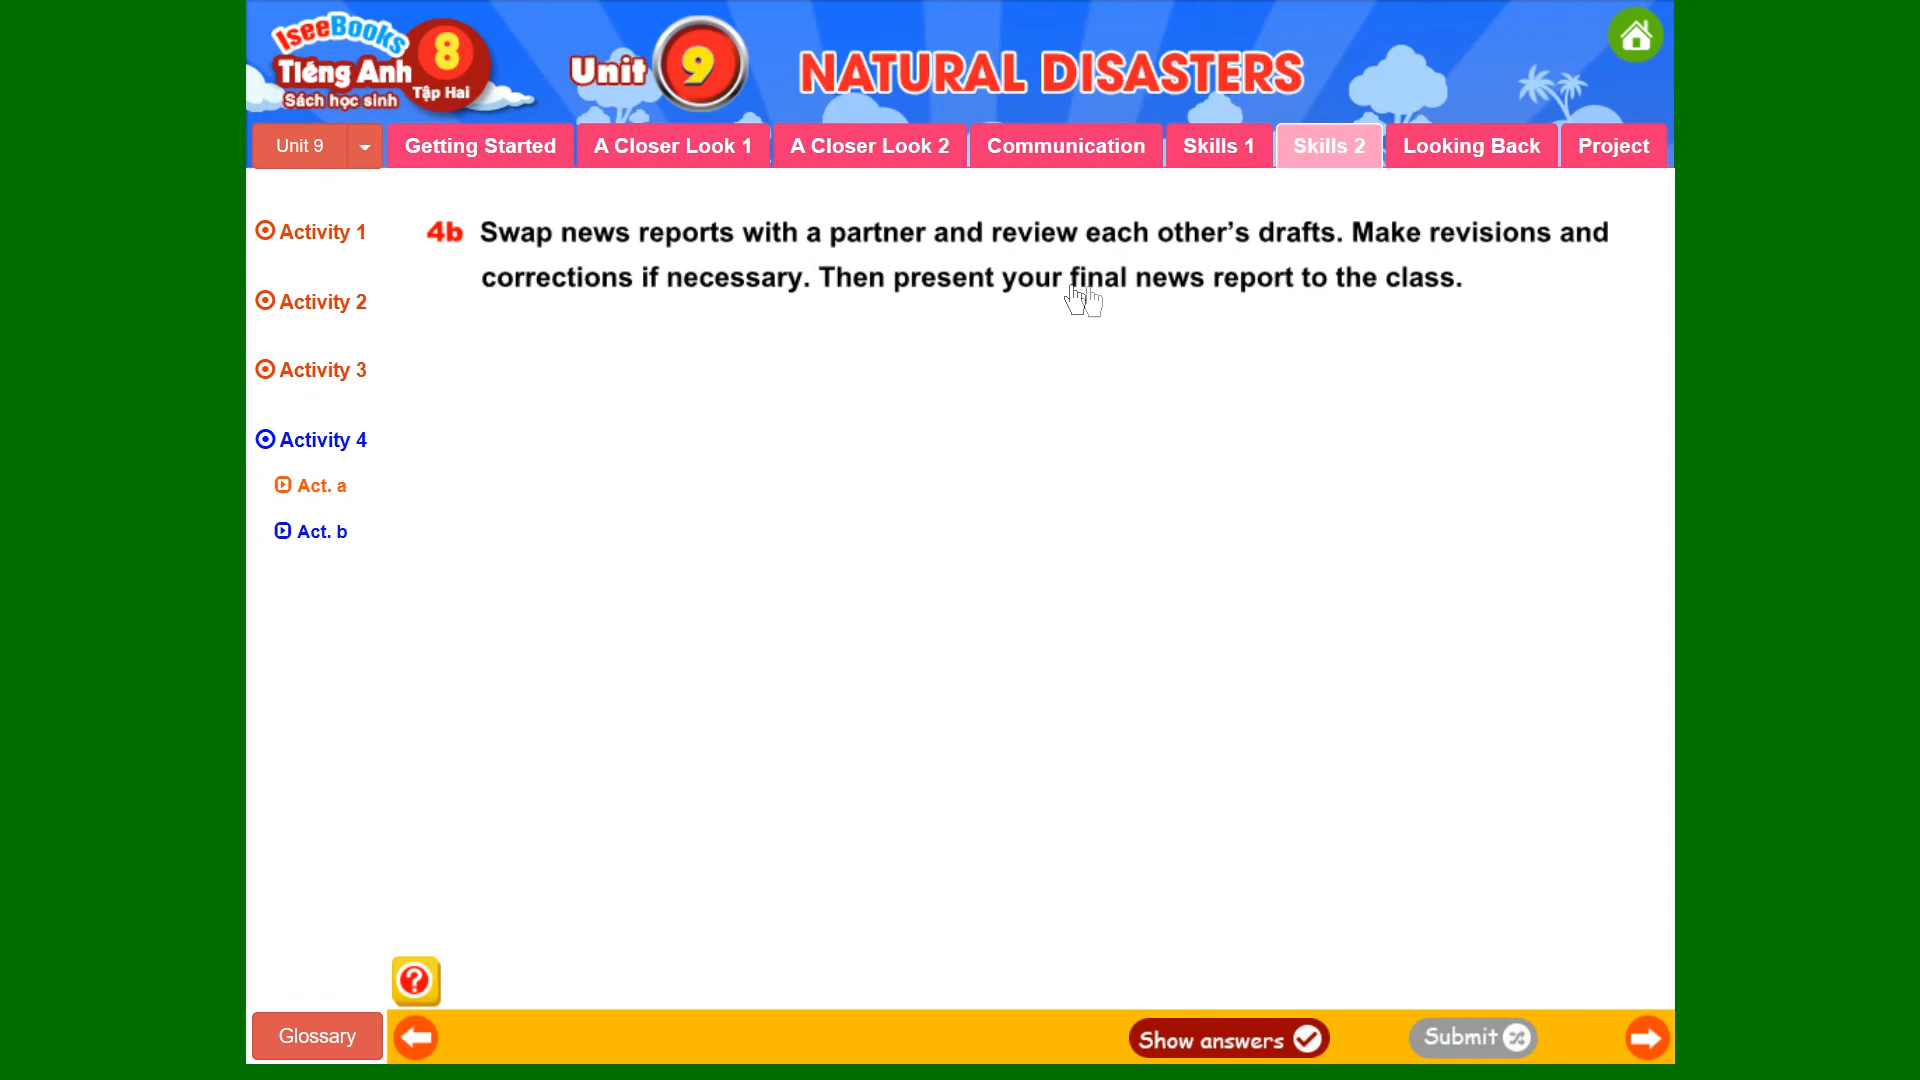 IseeBooks
Tiếng Anh 8
Sách học sinh Tập Hai
Unit 9
NATURAL DISASTERS
Unit 9
Getting Started
A Closer Look 1
A Closer Look 2
Communication
Skills 1
Skills 2
Looking Back
Project
Activity 1
Activity 2
Activity 3
Activity 4
Act. a
Act. b
4b Swap news reports with a partner and review each other's drafts. Make revisions and
corrections if necessary. Then present your final news report to the class.
?
Glossary
Show answers
Submit